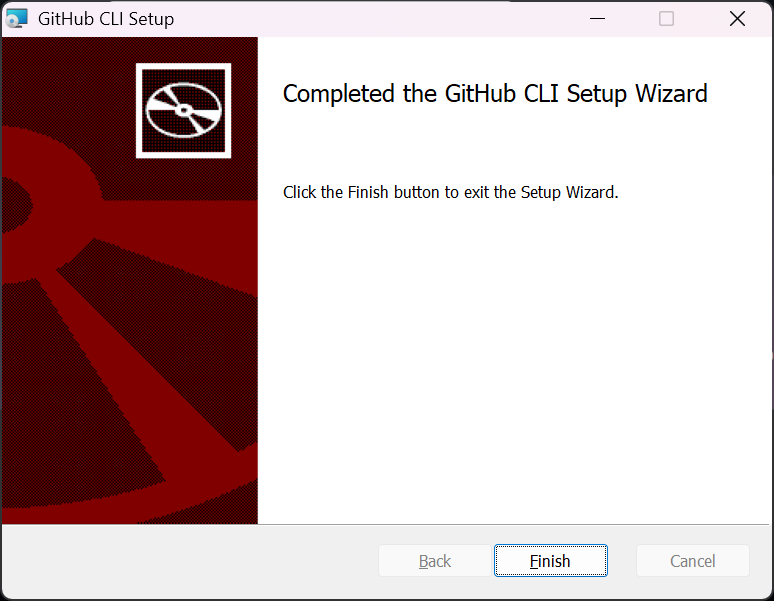 GitHub CLI Setup
Completed the GitHub CLI Setup Wizard
Click the Finish button to exit the Setup Wizard.
Back
Finish
Cancel